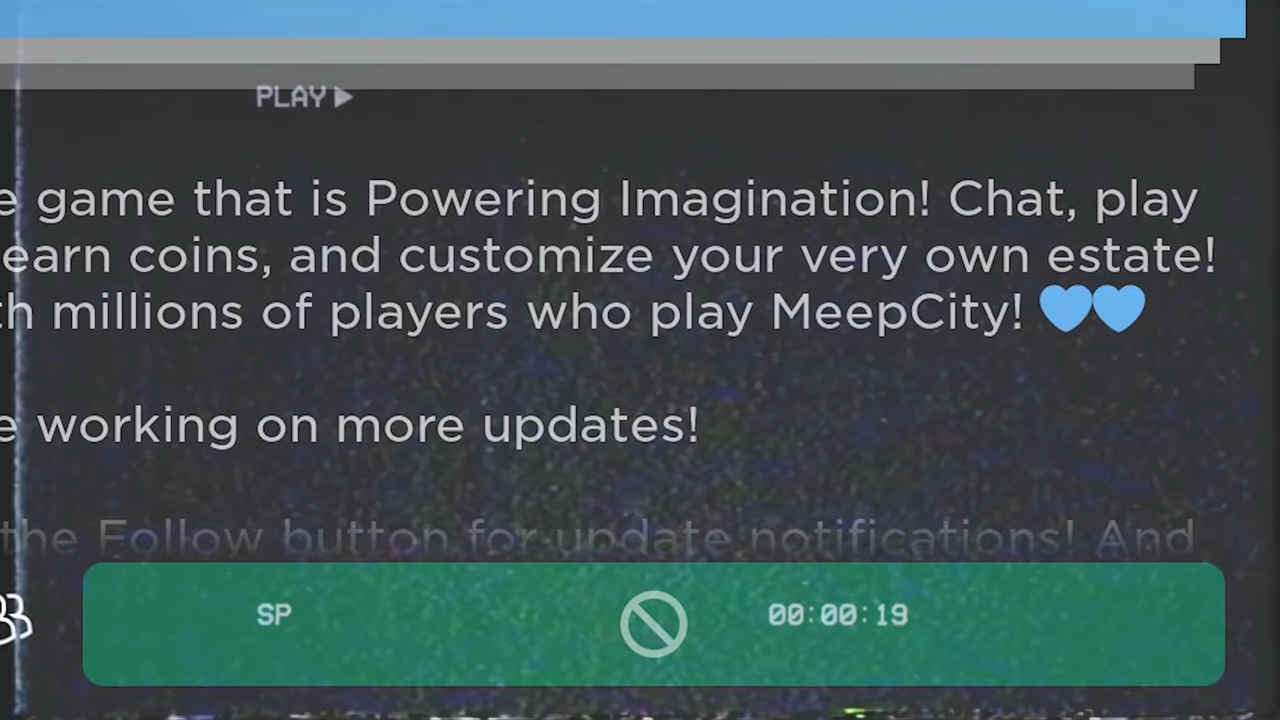 PLAY
e game that is Powering Imagination! Chat, play
earn coins, and customize your very own estate!
th millions of players who play MeepCity! 💙💙
e working on more updates!
the Follow button for update notifications! And
SP 00:00:19